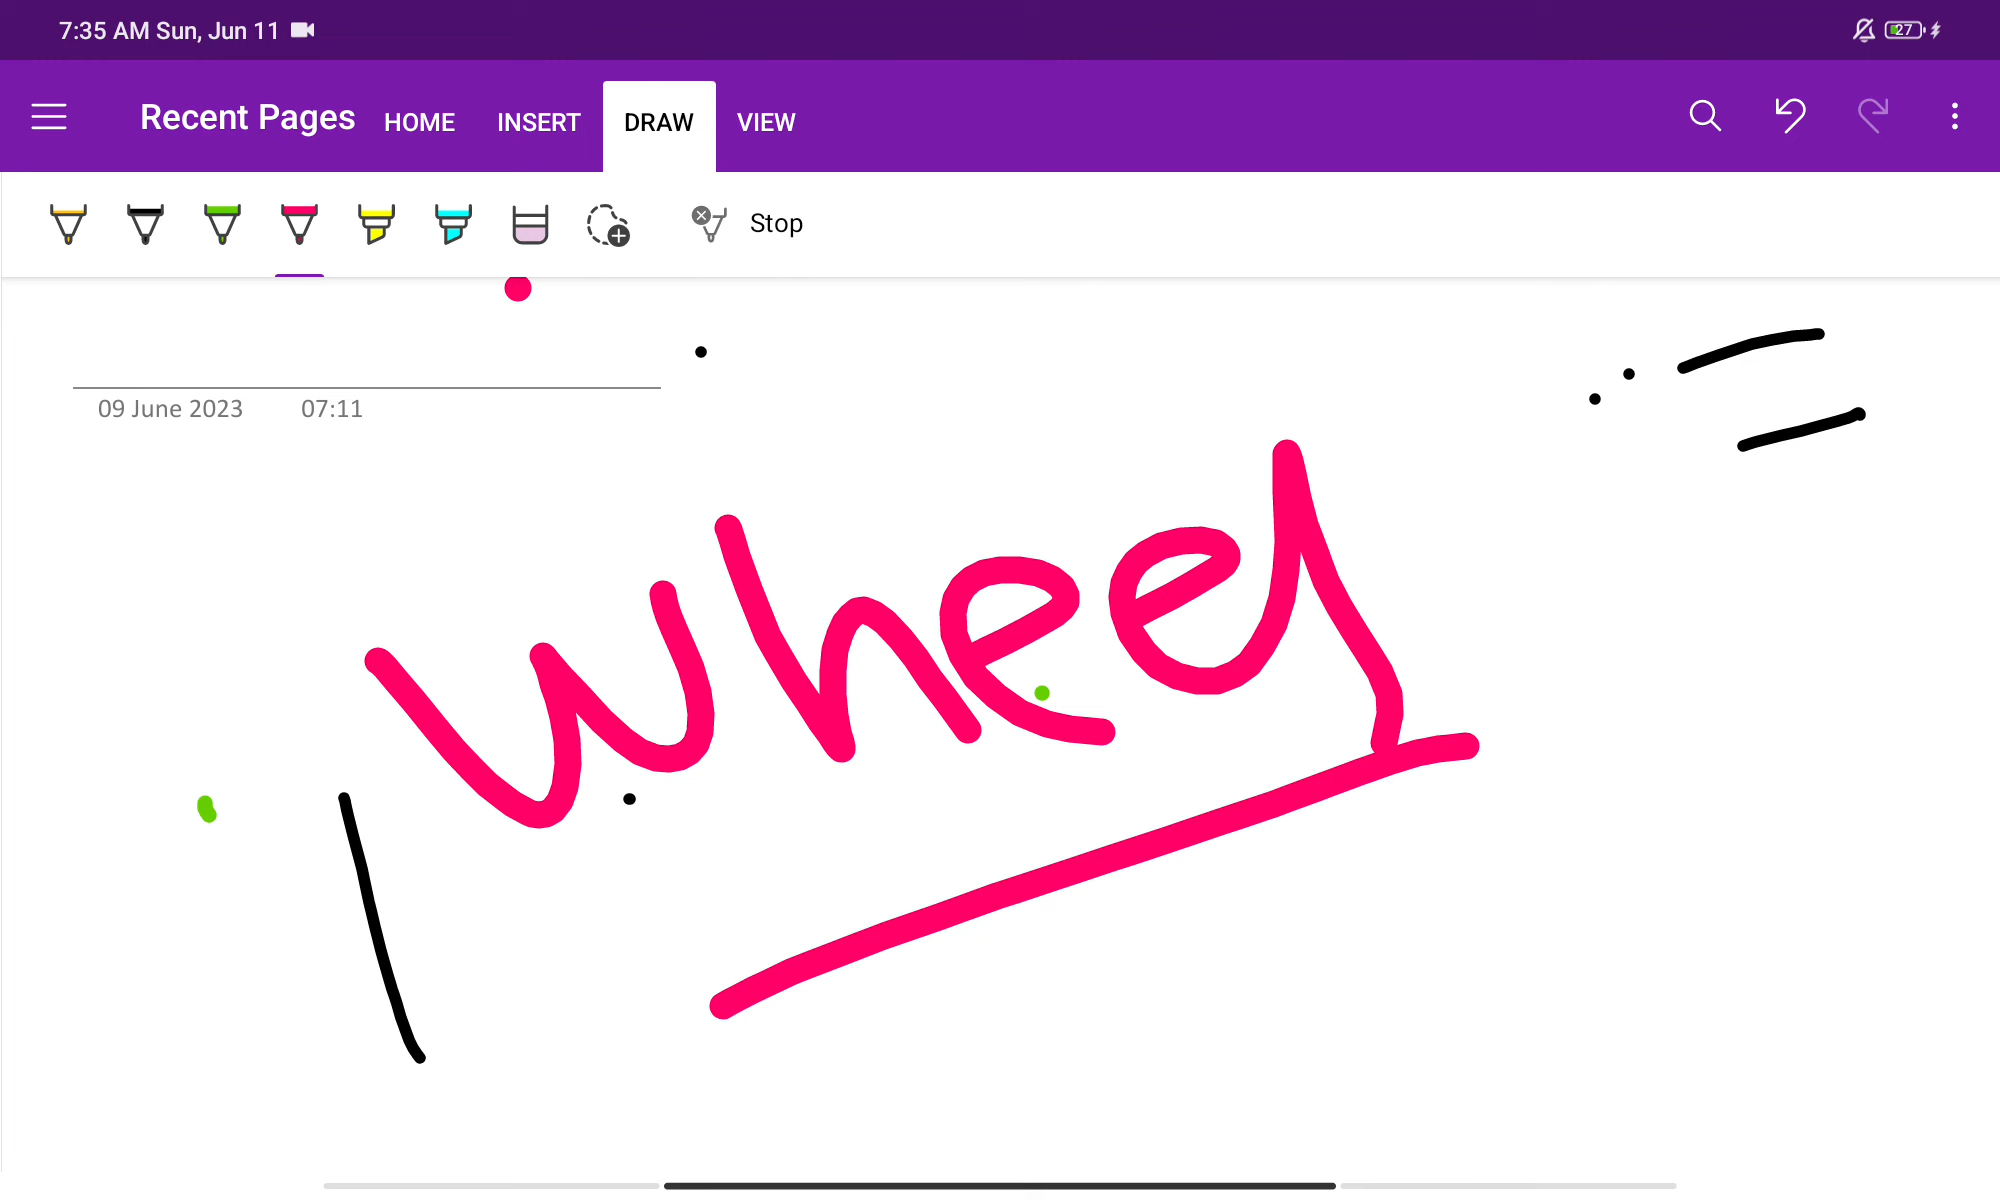 7:35 AM Sun, Jun 11 27
Recent Pages HOME INSERT DRAW VIEW
Stop
09 June 2023 07:11
wheel